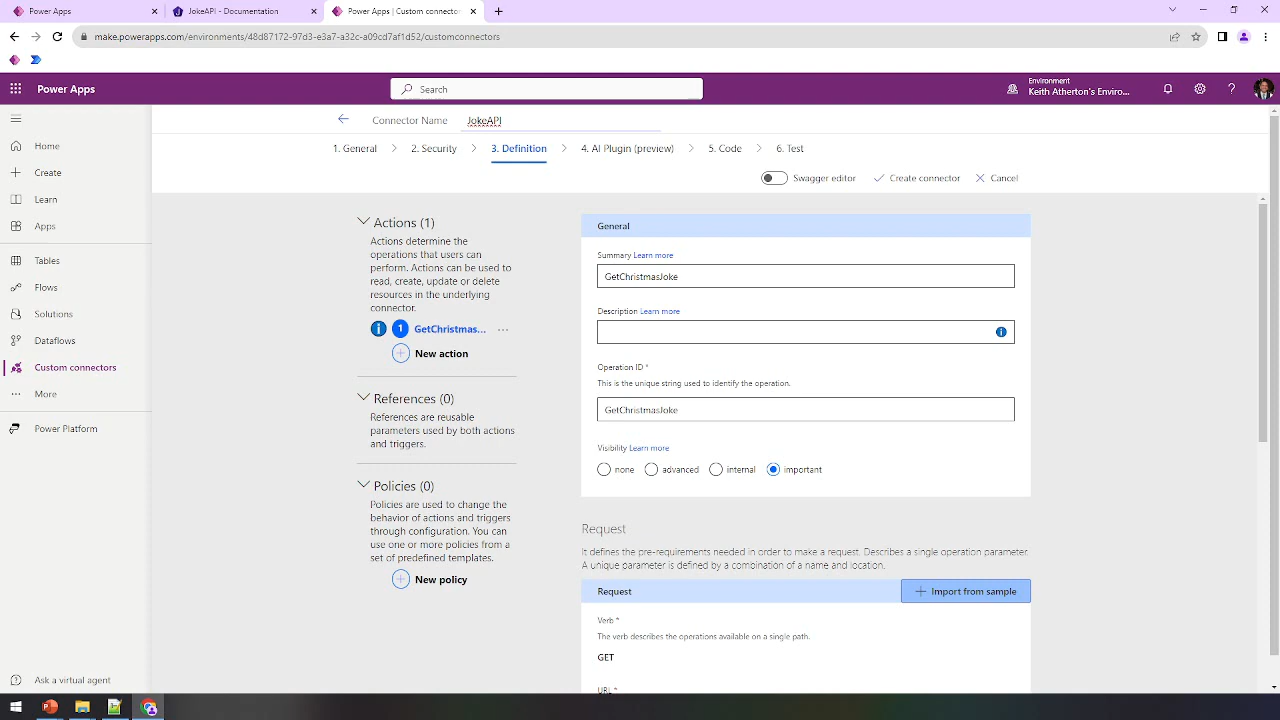 Power Apps
JokeAPI - Documentation
Power Apps | Custom connector
make.powerapps.com/environments/48d87172-97d3-e3a7-a32c-a09cd7af1d52/customconnectors
Power Apps
Search
Environment
Keith Atherton's Enviro...
Connector Name
JokeAPI
1. General
2. Security
3. Definition
4. AI Plugin (preview)
5. Code
6. Test
Swagger editor
Create connector
Cancel
Home
Create
Learn
Apps
Tables
Flows
Solutions
Dataflows
Custom connectors
More
Power Platform
Ask a virtual agent
Actions (1)
Actions determine the
operations that users can
perform. Actions can be used to
read, create, update or delete
resources in the underlying
connector.
1 GetChristmas... ...
New action
References (0)
References are reusable
parameters used by both actions
and triggers.
Policies (0)
Policies are used to change the
behavior of actions and triggers
through configuration. You can
use one or more policies from a
set of predefined templates.
New policy
General
Summary Learn more
GetChristmasJoke
Description Learn more
Operation ID *
This is the unique string used to identify the operation.
GetChristmasJoke
Visibility Learn more
none
advanced
internal
important
Request
It defines the pre-requirements needed in order to make a request. Describes a single operation parameter.
A unique parameter is defined by a combination of a name and location.
Request
Import from sample
Verb *
The verb describes the operations available on a single path.
GET
URL *